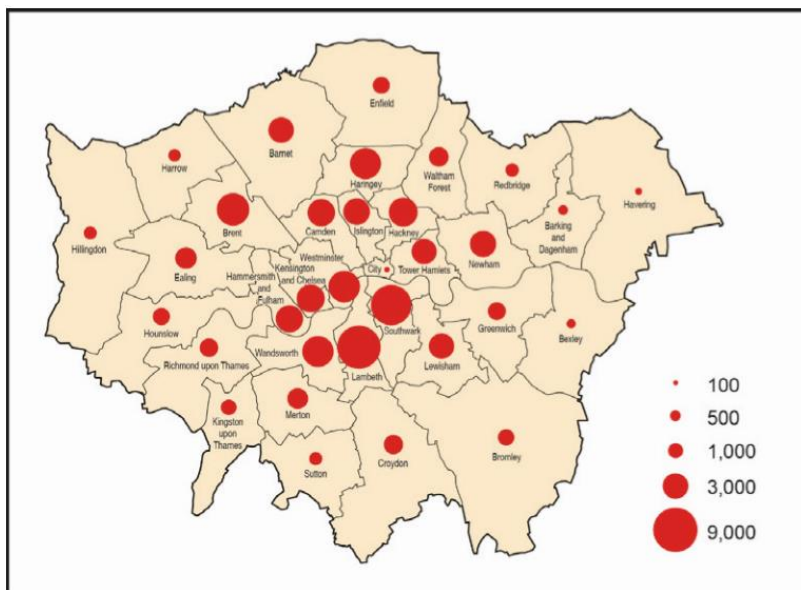 Enfield
Barnet
Harrow
Haringey
Waltham
Forest
Redbridge
Havering
Barking
and
Dagenham
Brent
Camden
Islington
Hackney
Hillingdon
Ealing
Westminster
Kensington
and Chelsea
City
Tower Hamlets
Newham
Hammersmith
and
Fulham
Hounslow
Southwark
Greenwich
Bexley
Richmond upon Thames
Wandsworth
Lambeth
Lewisham
Kingston
upon
Thames
Merton
Sutton
Croydon
Bromley
100
500
1,000
3,000
9,000